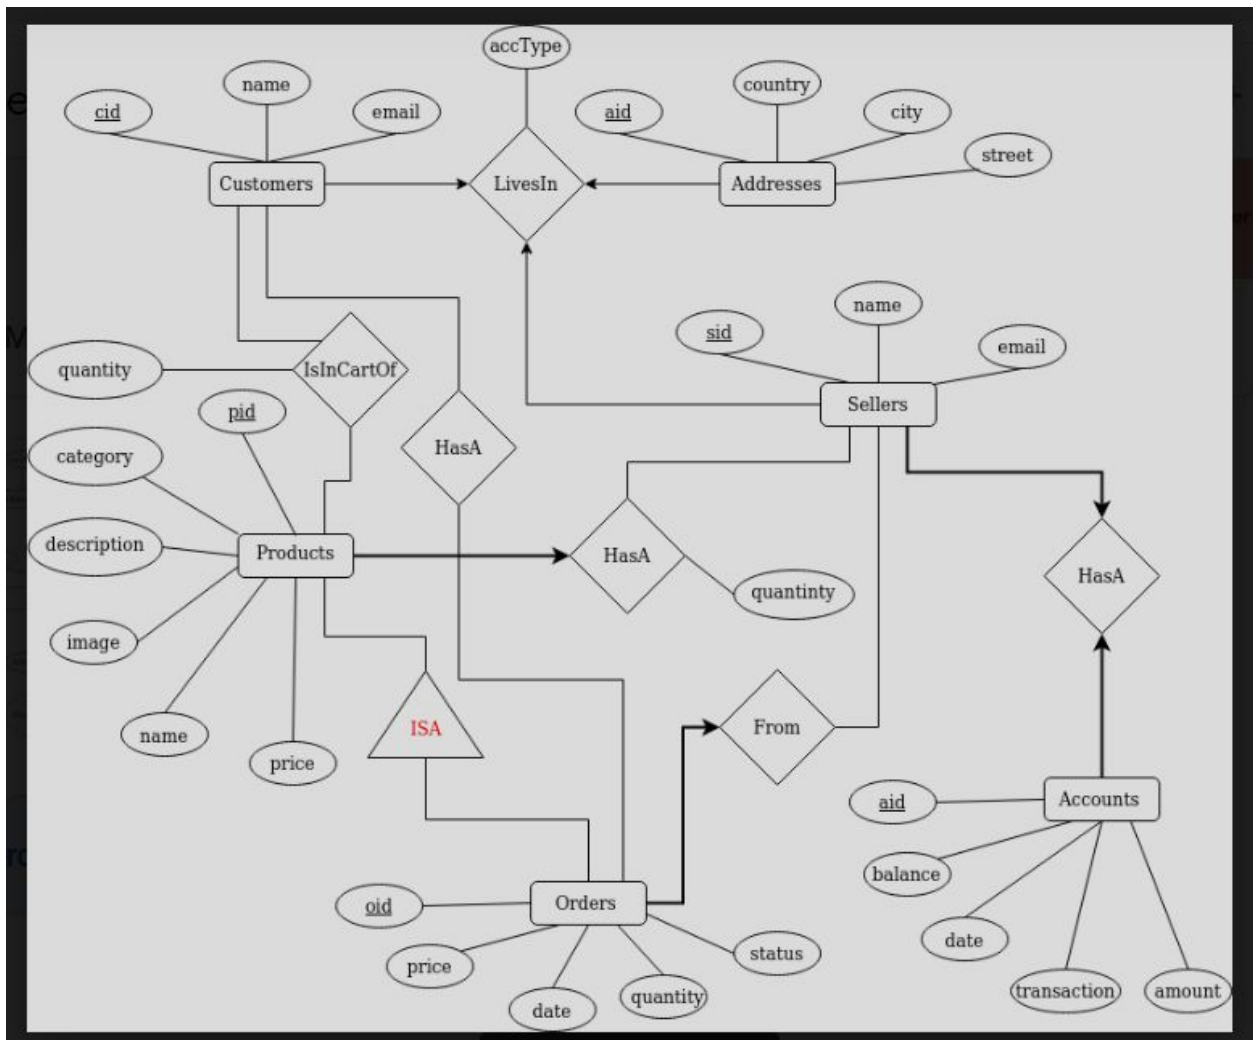 accType
name
country
cid
email
aid
city
street
Customers
LivesIn
Addresses
name
sid
email
quantity
IsInCartOf
Sellers
pid
category
HasA
description
Products
HasA
HasA
quantinty
image
name
ISA
From
price
aid
Accounts
balance
oid
Orders
date
status
price
quantity
transaction
amount
date